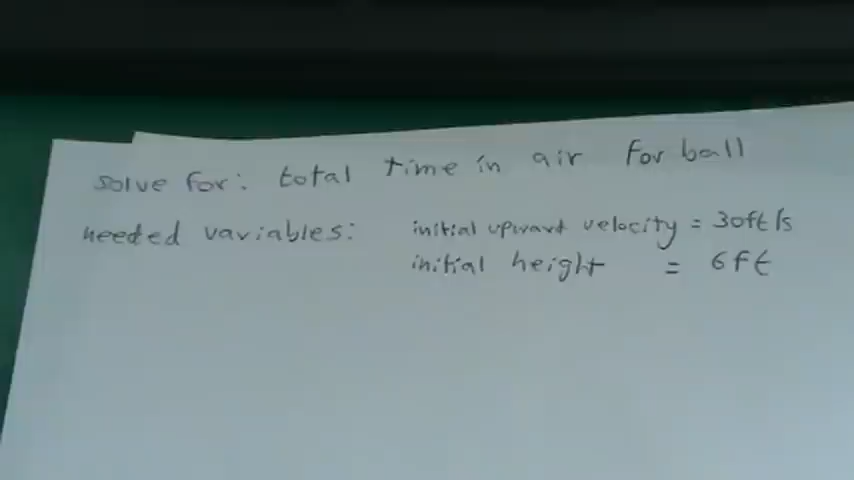 solve for: total time in air for ball
needed variables: initial upward velocity = 30ft/s
initial height = 6ft